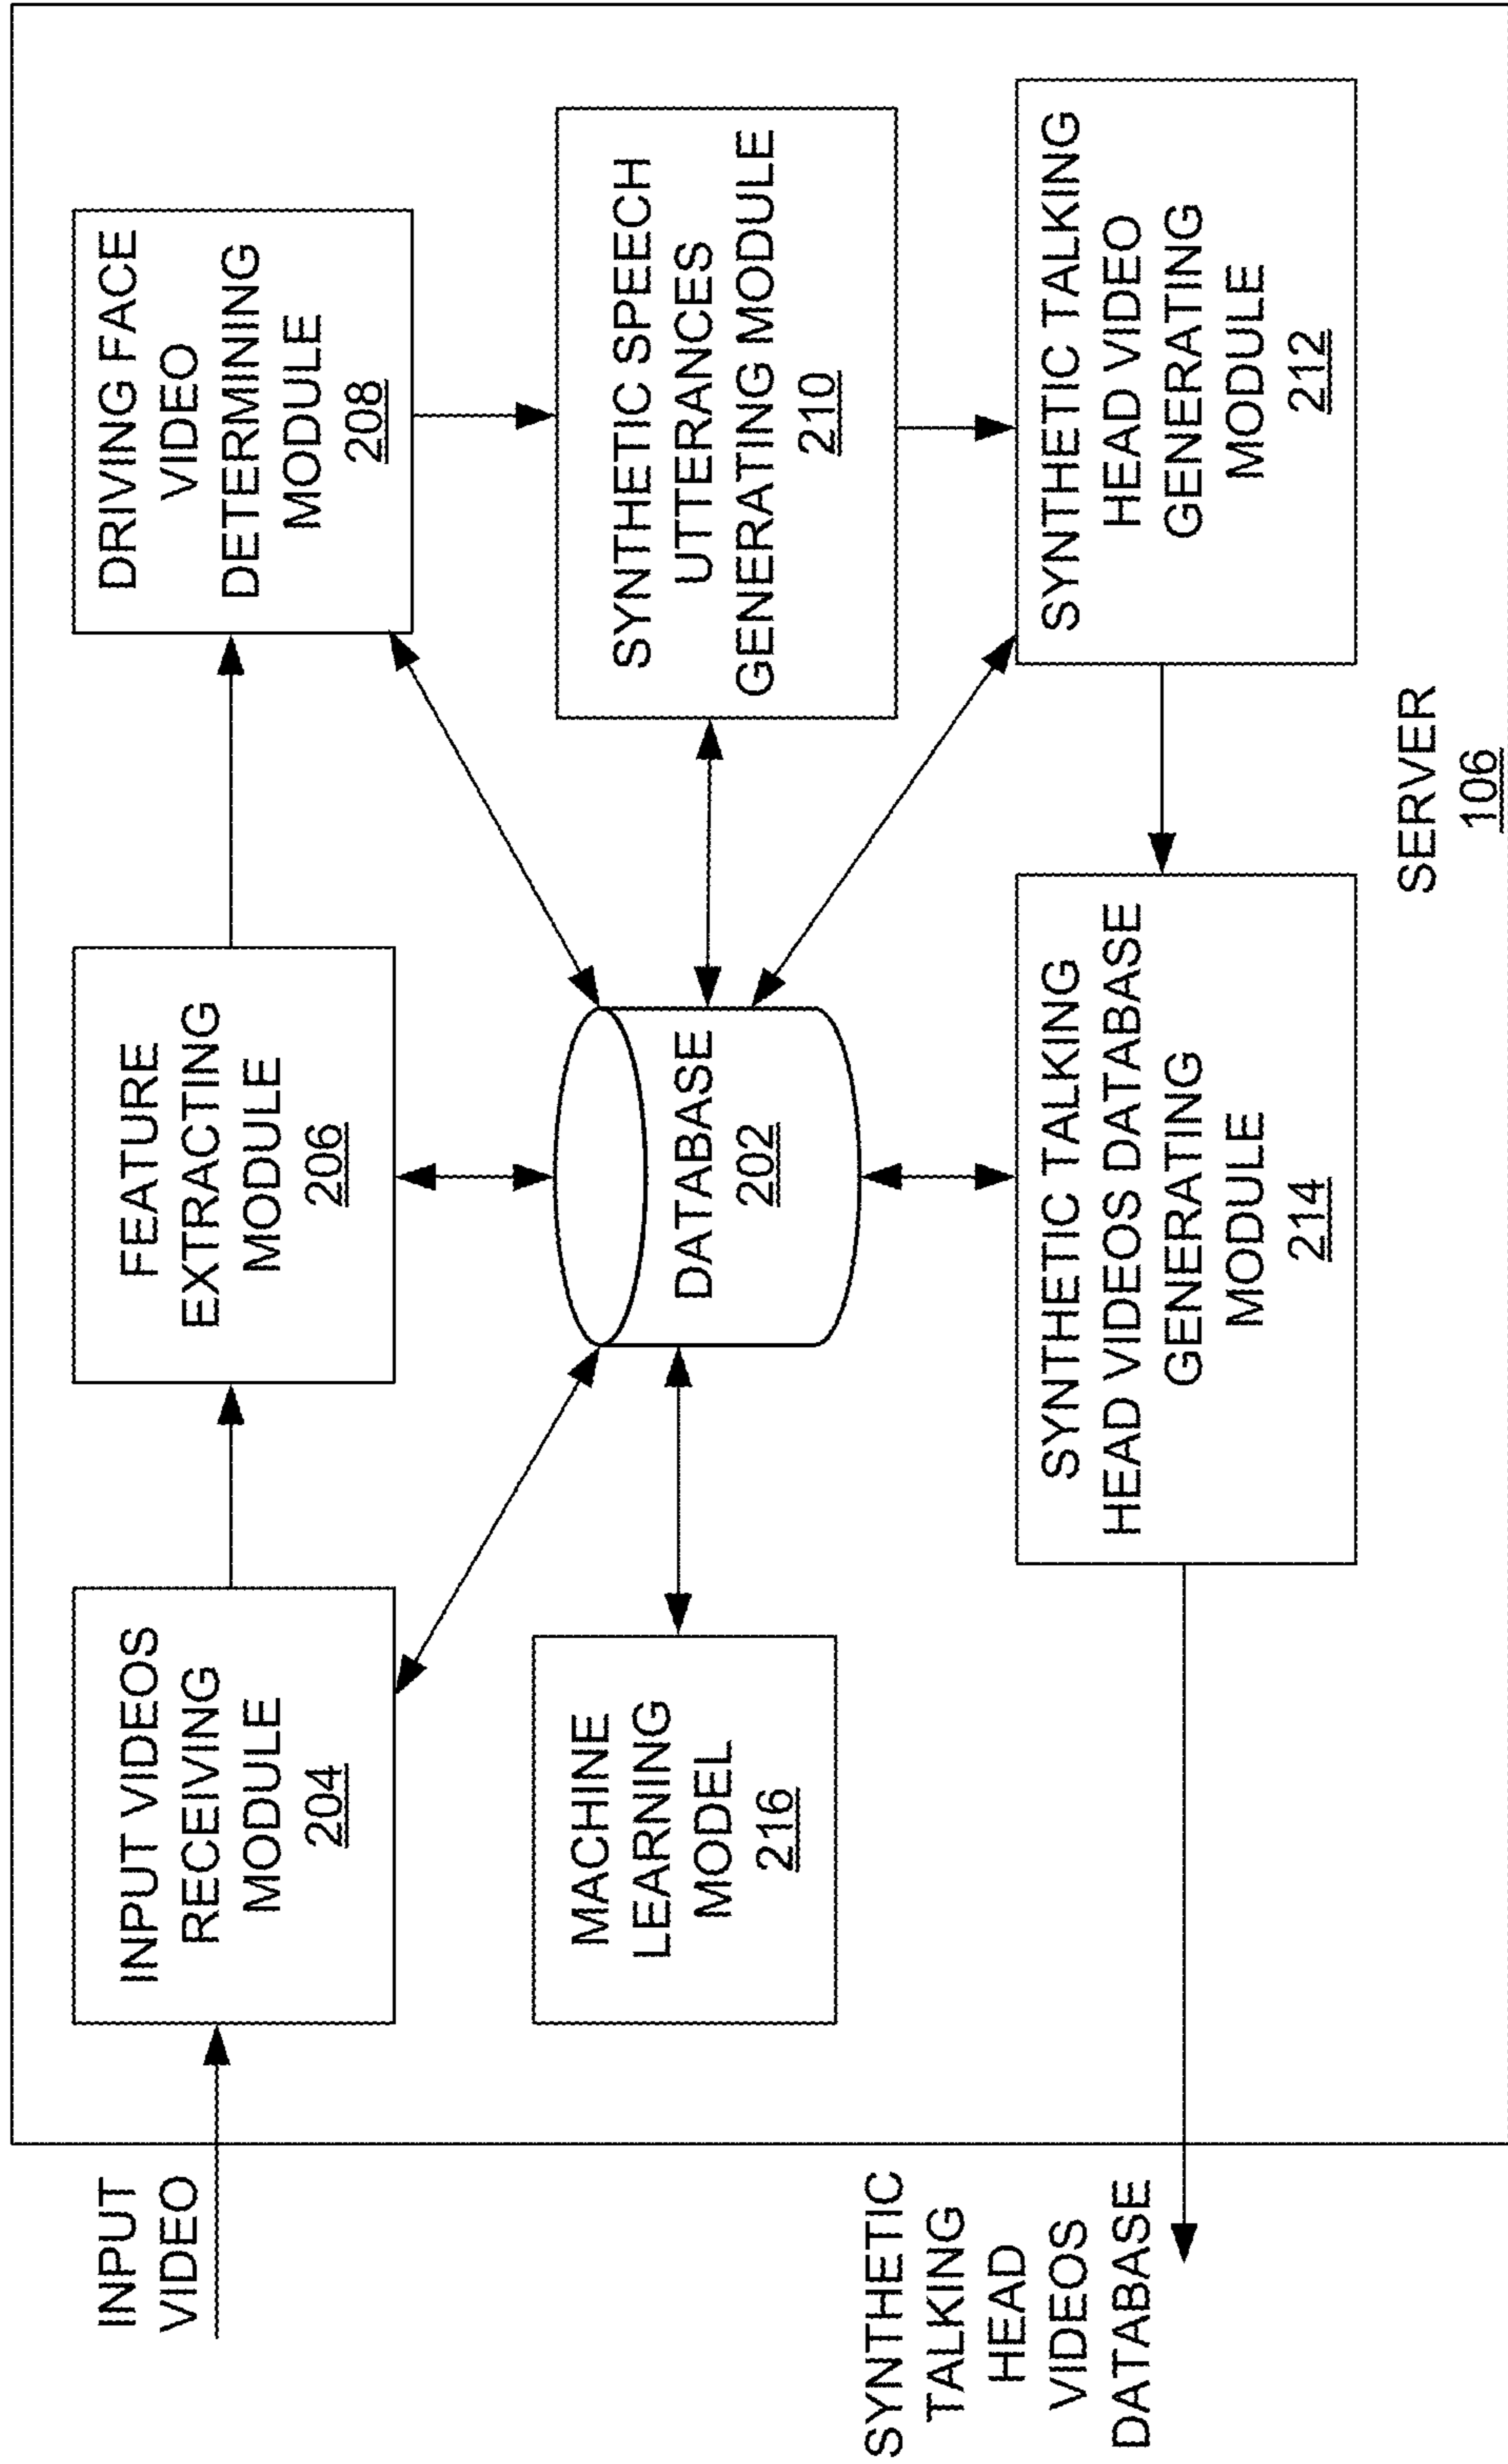 INPUT
VIDEO
INPUT VIDEOS
RECEIVING
MODULE
204
FEATURE
EXTRACTING
MODULE
206
DRIVING FACE
VIDEO
DETERMINING
MODULE
208
MACHINE
LEARNING
MODEL
216
DATABASE
202
SYNTHETIC SPEECH
UTTERANCES
GENERATING MODULE
210
SYNTHETIC
TALKING
HEAD
VIDEOS
DATABASE
SYNTHETIC TALKING
HEAD VIDEOS DATABASE
GENERATING
MODULE
214
SYNTHETIC TALKING
HEAD VIDEO
GENERATING
MODULE
212
SERVER
106